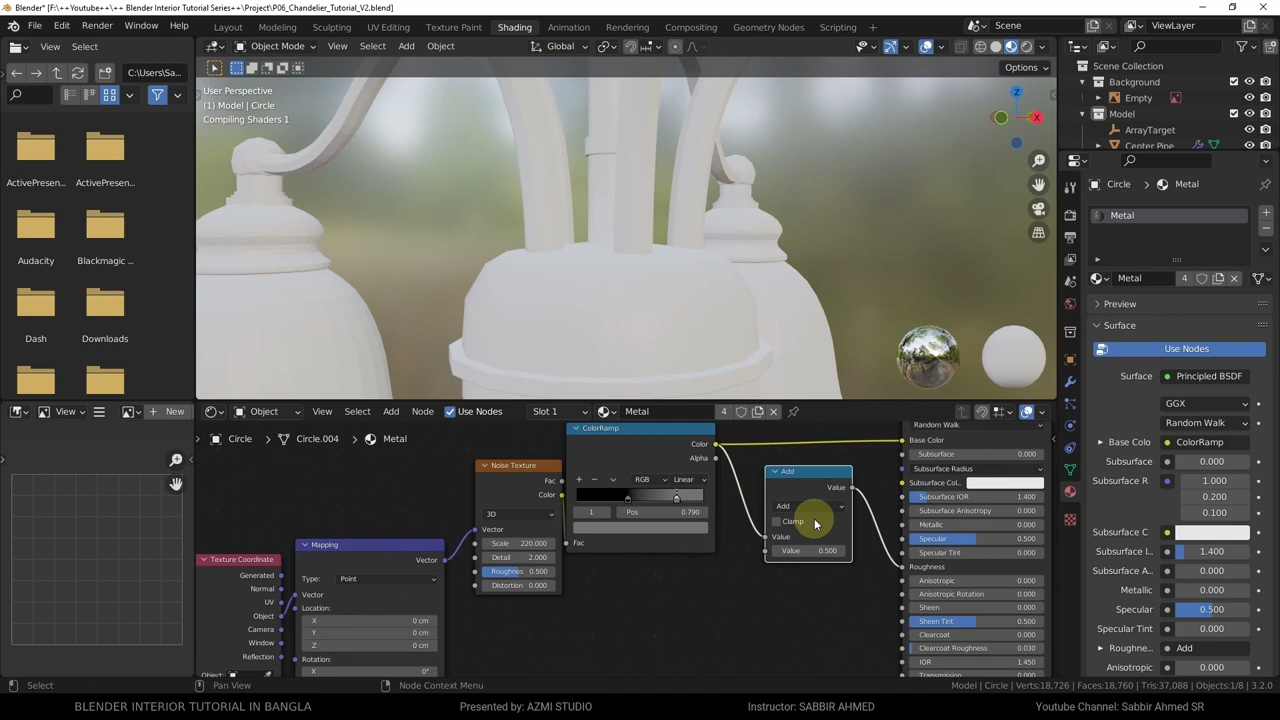 Blender* [F:\++Youtube++\++ Blender Interior Tutorial Series++\Project\P06_Chandelier_Tutorial_V2.blend]
File Edit Render Window Help Layout Modeling Sculpting UV Editing Texture Paint Shading Animation Rendering Compositing Geometry Nodes Scripting Scene ViewLayer
View Select Object Mode View Select Add Object Global
Options
C:\Users\Sa...
ActivePresen... ActivePresen...
Audacity Blackmagic ...
Dash Downloads
User Perspective
(1) Model | Circle
Compiling Shaders 1
Z
X
Scene Collection
Background
Empty
Model
ArrayTarget
Center Pipe
Circle Metal
Metal
Metal 4
Preview
Surface
Use Nodes
Surface Principled BSDF
GGX
Random Walk
Base Colo ColorRamp
Subsurface 0.000
Subsurface R 1.000
0.200
0.100
Subsurface C
Subsurface I... 1.400
Subsurface A... 0.000
Metallic 0.000
Specular 0.500
Specular Tint 0.000
Roughne... Add
Anisotropic 0.000
View New
Object View Select Add Node Use Nodes Slot 1 Metal 4
Circle Circle.004 Metal
Texture Coordinate
Generated
Normal
UV
Object
Camera
Window
Reflection
Object:
Mapping
Vector
Type: Point
Vector
Location:
X 0 cm
Y 0 cm
Z 0 cm
Rotation:
X 0°
Noise Texture
Fac
Color
3D
Vector
Scale 220.000
Detail 2.000
Roughnes 0.500
Distortion 0.000
ColorRamp
Color
Alpha
RGB Linear
1 Pos 0.790
Fac
Add
Value
Add
Clamp
Value
Value 0.500
Random Walk
Base Color
Subsurface 0.000
Subsurface Radius
Subsurface Col...
Subsurface IOR 1.400
Subsurface Anisotropy 0.000
Metallic 0.000
Specular 0.500
Specular Tint 0.000
Roughness
Anisotropic 0.000
Anisotropic Rotation 0.000
Sheen 0.000
Sheen Tint 0.500
Clearcoat 0.000
Clearcoat Roughness 0.030
IOR 1.450
Transmission 0.000
Select Pan View Node Context Menu Model | Circle | Verts:18,726 | Faces:18,760 | Tris:37,088 | Objects:1/8 | 3.2.0
BLENDER INTERIOR TUTORIAL IN BANGLA Presented by: AZMI STUDIO Instructor: SABBIR AHMED Youtube Channel: Sabbir Ahmed SR